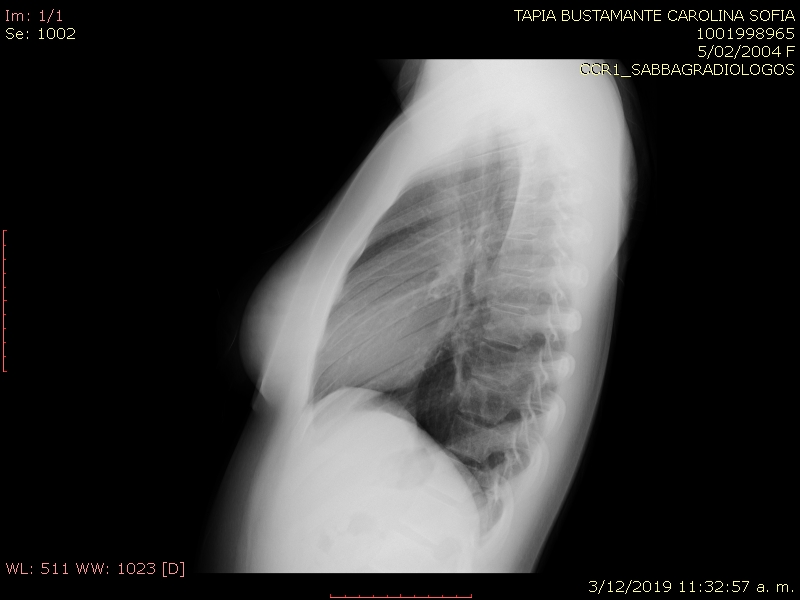 Im: 1/1
Se: 1002
TAPIA BUSTAMANTE CAROLINA SOFIA
1001998965
5/02/2004 F
CCR1_SABBAGRADIOLOGOS
WL: 511 WW: 1023 [D]
3/12/2019 11:32:57 a. m.